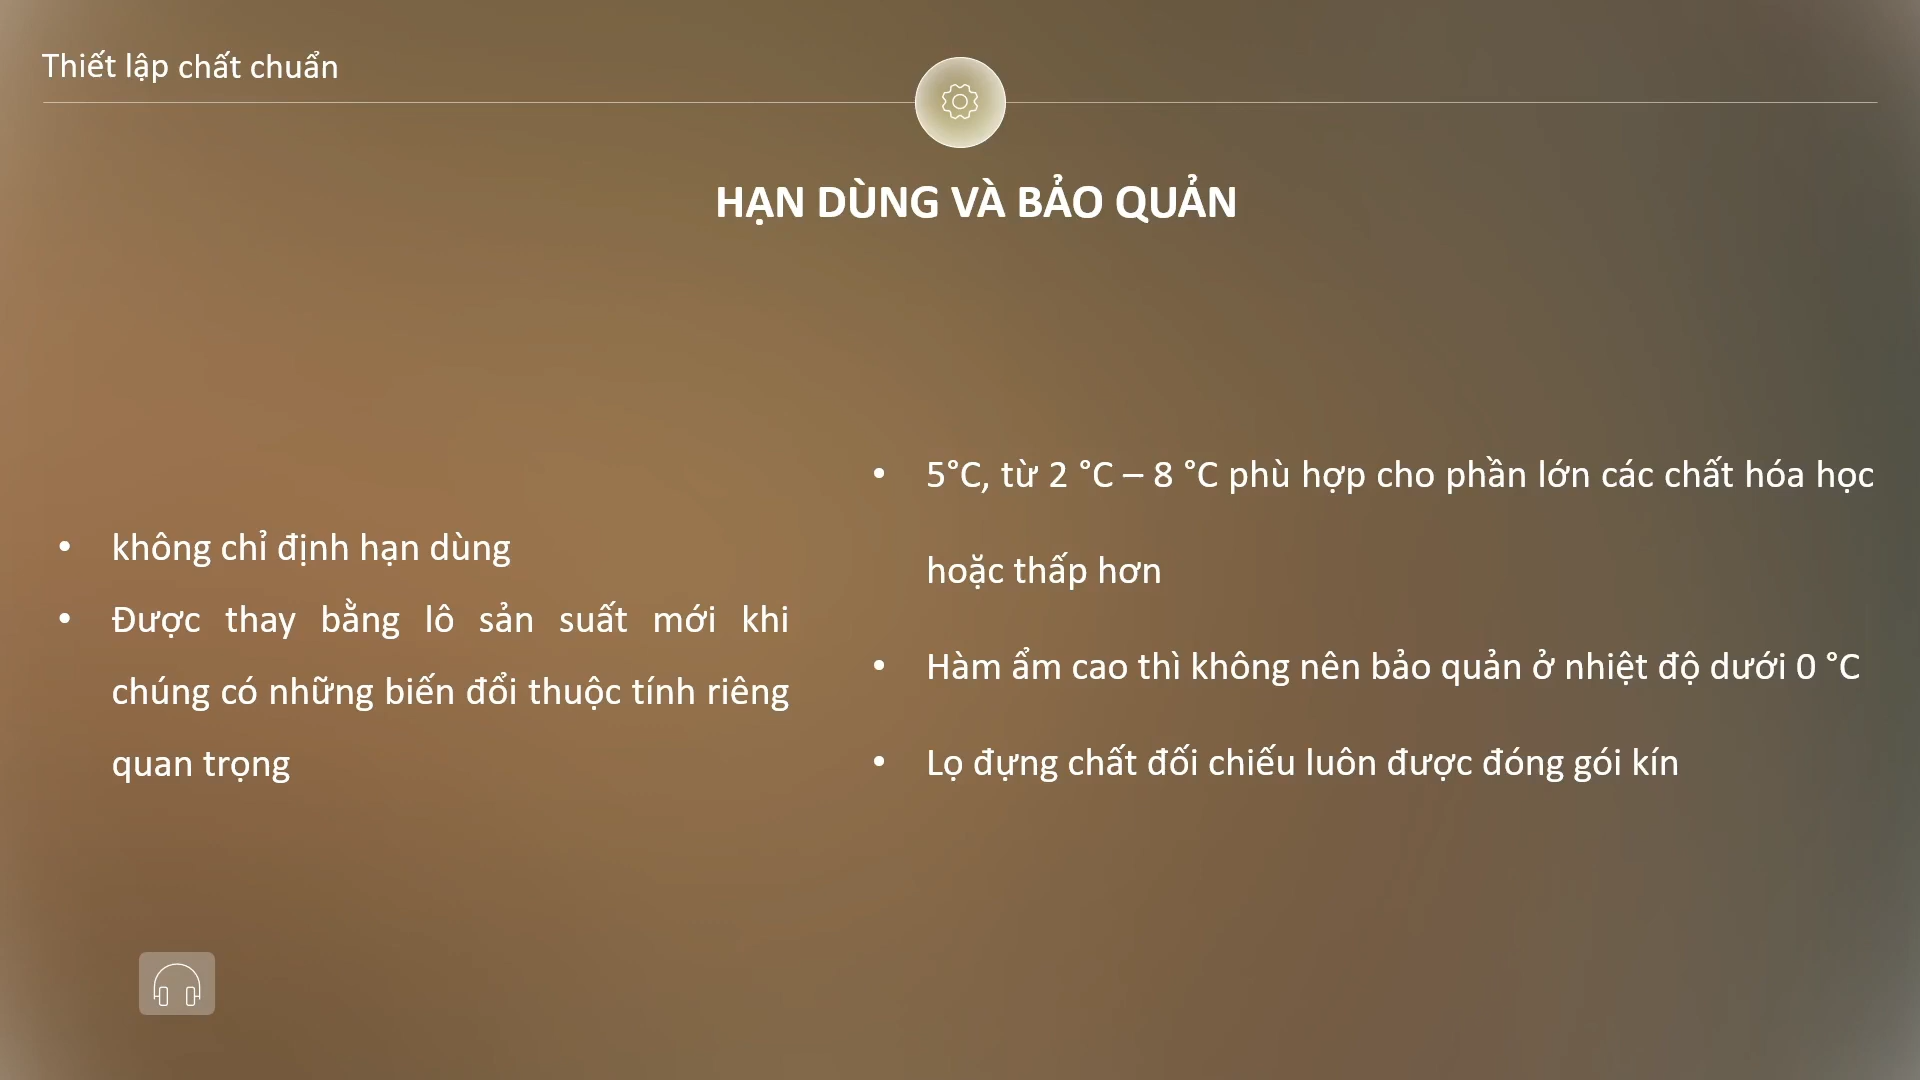 Thiết lập chất chuẩn
HẠN DÙNG VÀ BẢO QUẢN
• không chỉ định hạn dùng
• Được thay bằng lô sản suất mới khi
chúng có những biến đổi thuộc tính riêng
quan trọng
• 5°C, từ 2 °C – 8 °C phù hợp cho phần lớn các chất hóa học
hoặc thấp hơn
• Hàm ẩm cao thì không nên bảo quản ở nhiệt độ dưới 0 °C
• Lọ đựng chất đối chiếu luôn được đóng gói kín